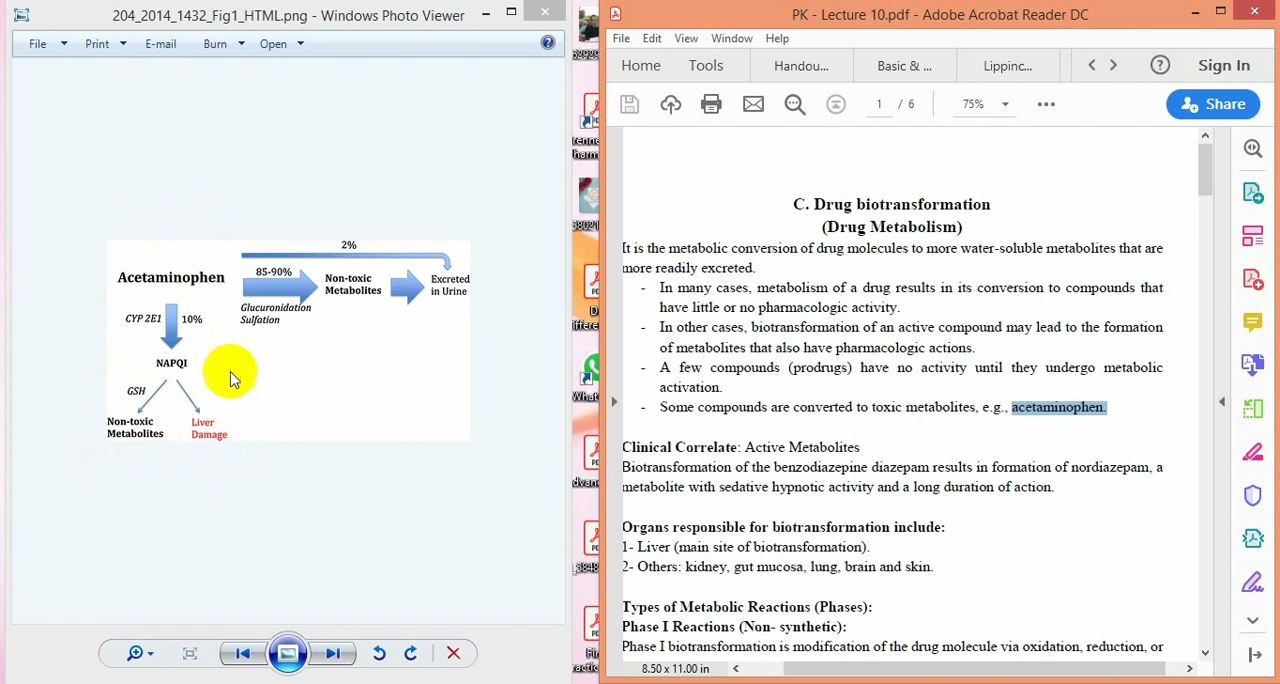 204_2014_1432_Fig1_HTML.png - Windows Photo Viewer
File Print E-mail Burn Open
2%
Acetaminophen
85-90%
Non-toxic
Metabolites
Excreted
in Urine
Glucuronidation
Sulfation
CYP 2E1
10%
NAPQI
GSH
Non-toxic
Metabolites
Liver
Damage
PK - Lecture 10.pdf - Adobe Acrobat Reader DC
File Edit View Window Help
Home Tools Handou... Basic & ... Lippinc... Sign In
1 / 6 75% Share
C. Drug biotransformation
(Drug Metabolism)
It is the metabolic conversion of drug molecules to more water-soluble metabolites that are
more readily excreted.
- In many cases, metabolism of a drug results in its conversion to compounds that
have little or no pharmacologic activity.
- In other cases, biotransformation of an active compound may lead to the formation
of metabolites that also have pharmacologic actions.
- A few compounds (prodrugs) have no activity until they undergo metabolic
activation.
- Some compounds are converted to toxic metabolites, e.g., acetaminophen.
Clinical Correlate: Active Metabolites
Biotransformation of the benzodiazepine diazepam results in formation of nordiazepam, a
metabolite with sedative hypnotic activity and a long duration of action.
Organs responsible for biotransformation include:
1- Liver (main site of biotransformation).
2- Others: kidney, gut mucosa, lung, brain and skin.
Types of Metabolic Reactions (Phases):
Phase I Reactions (Non- synthetic):
Phase I biotransformation is modification of the drug molecule via oxidation, reduction, or
8.50 x 11.00 in